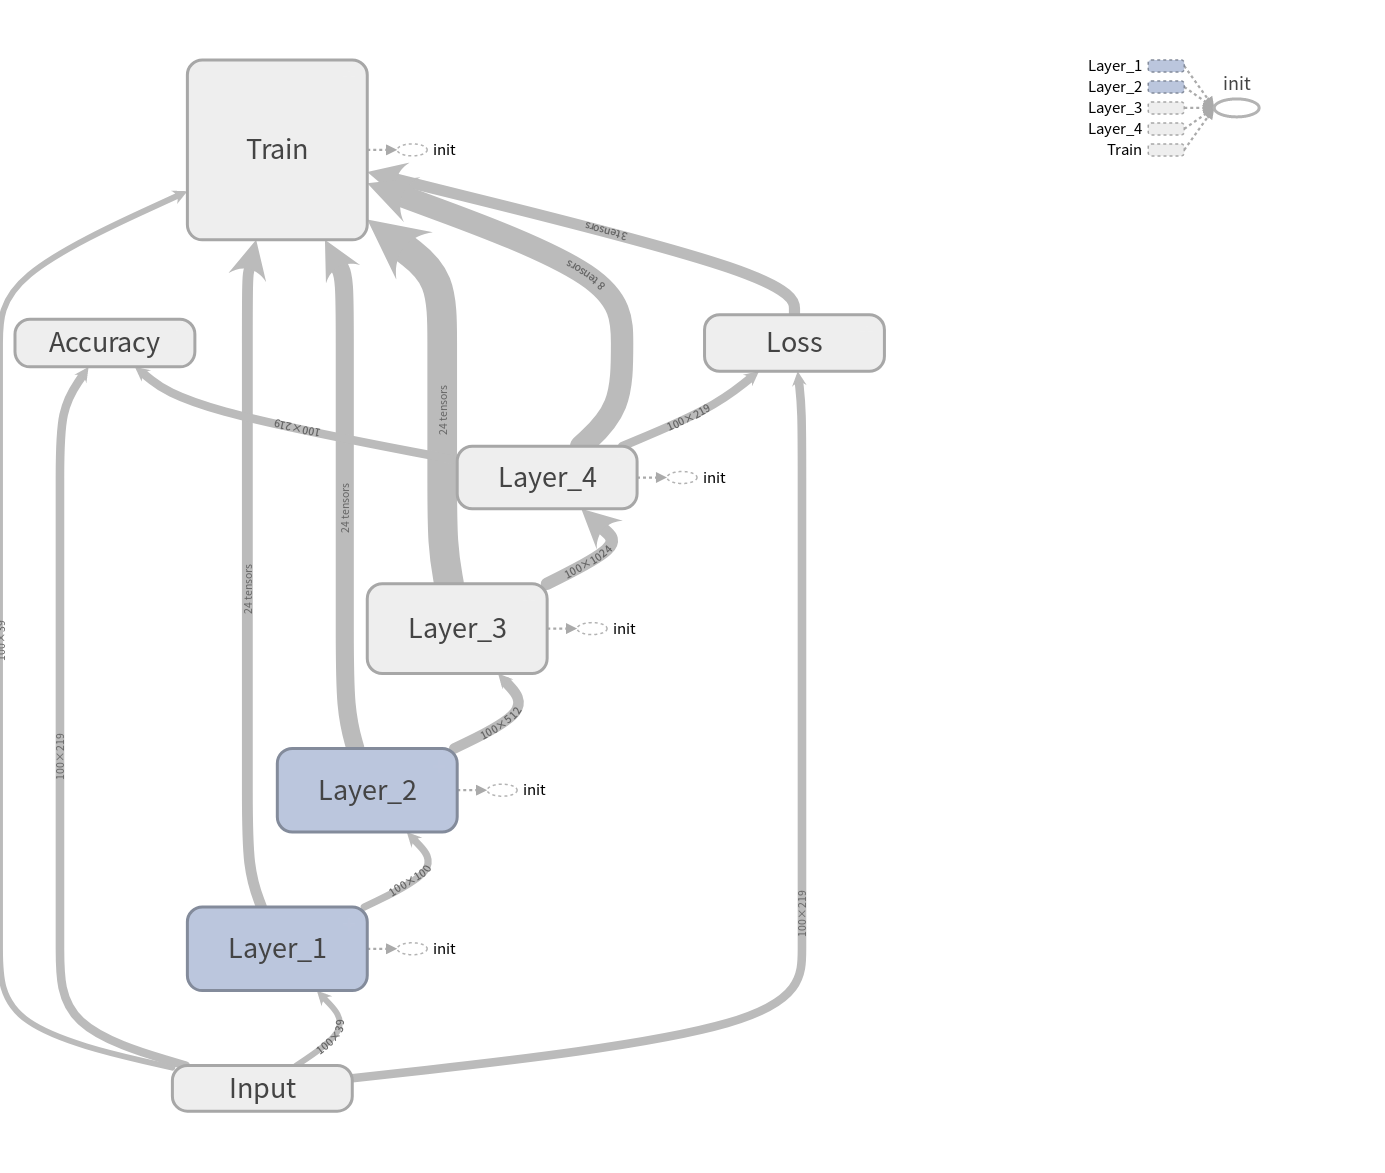 Layer_1
Layer_2
Layer_3
Layer_4
Train
init
Train
init
3 tensors
8 tensors
Accuracy
Loss
24 tensors
100×219
100×219
Layer_4
init
24 tensors
100×1024
24 tensors
Layer_3
init
100×39
100×512
100×219
Layer_2
init
100×100
100×219
Layer_1
init
100×39
Input